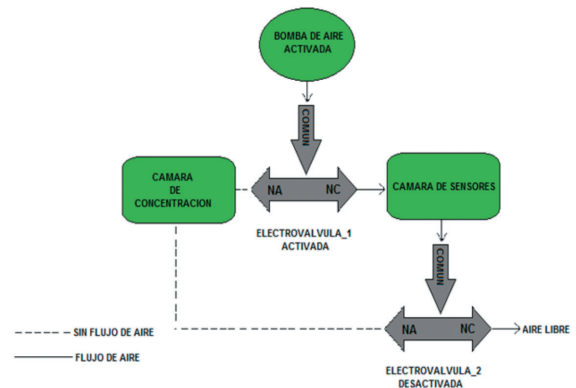 BOMBA DE AIRE
ACTIVADA
COMUN
CAMARA
DE
CONCENTRACION
NA
NC
CAMARA DE SENSORES
ELECTROVALVULA_1
ACTIVADA
COMUN
SIN FLUJO DE AIRE
NA
NC
AIRE LIBRE
FLUJO DE AIRE
ELECTROVALVULA_2
DESACTIVADA